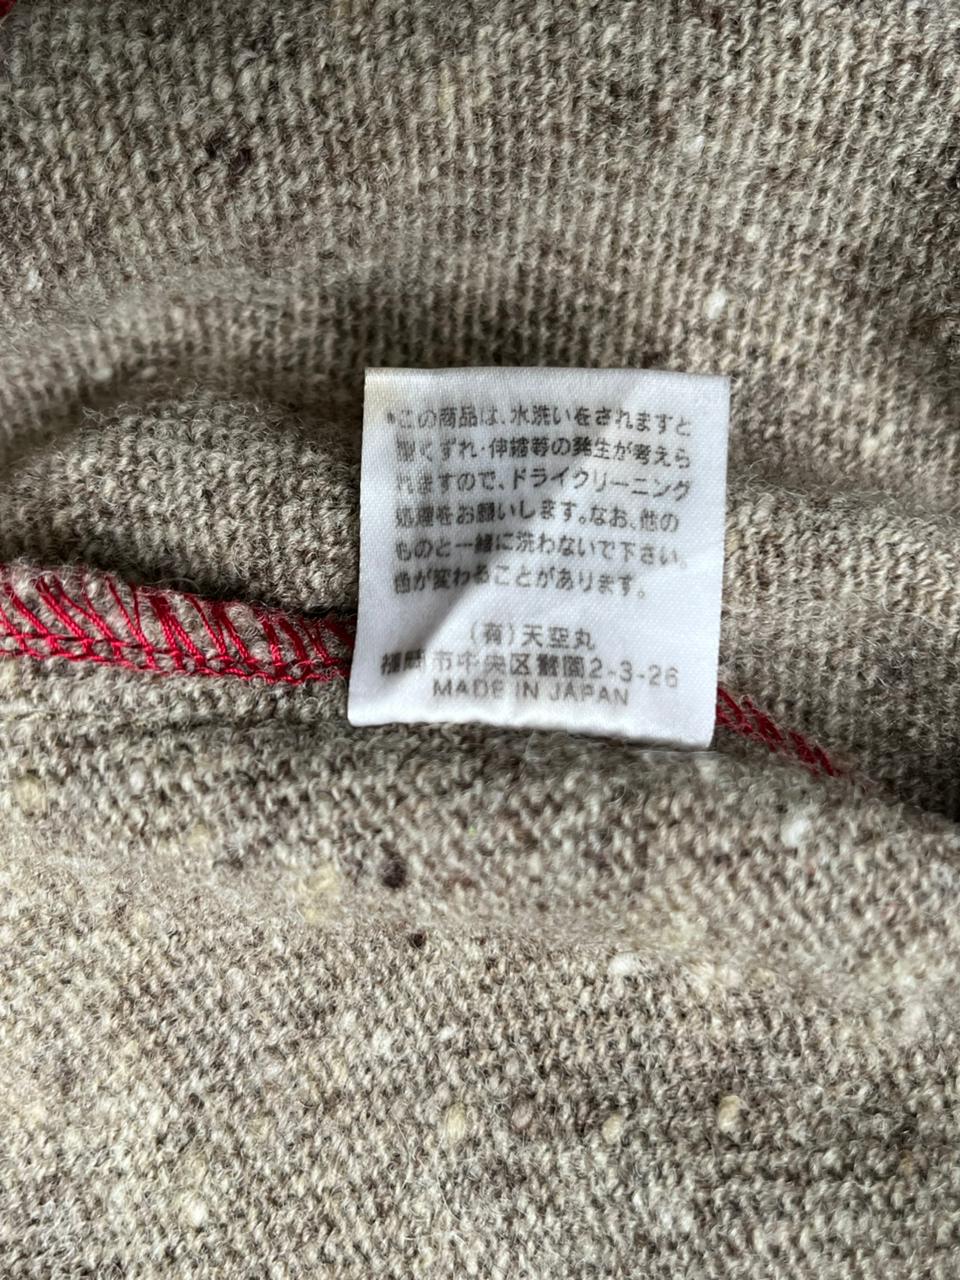 *この商品は、水洗いをされますと
型くずれ・伸縮等の発生が考えら
れますので、ドライクリーニング
処理をお願いします。なお、他の
ものと一緒に洗わないで下さい。
色が変わることがあります。
(有)天空丸
福岡市中央区警固2-3-26
MADE IN JAPAN